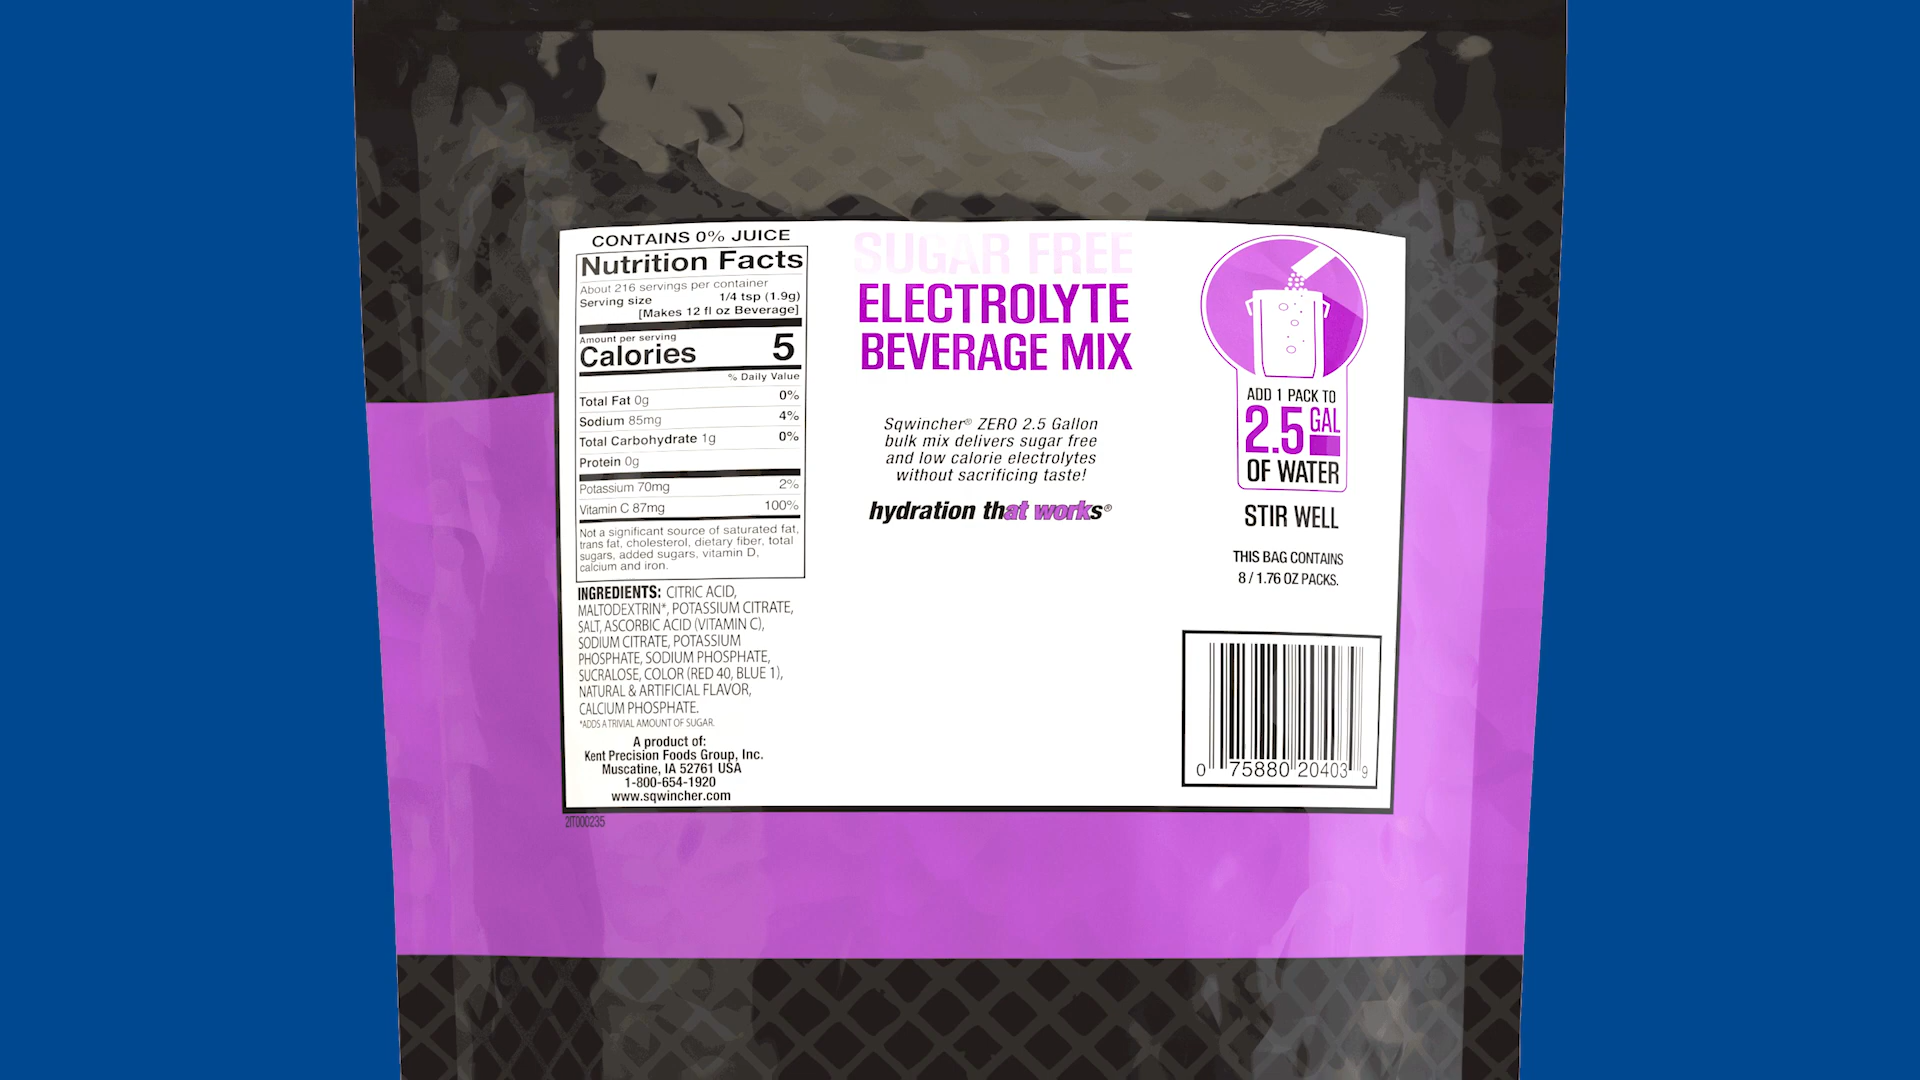 CONTAINS 0% JUICE
Nutrition Facts
About 216 servings per container
Serving size 1/4 tsp (1.9g)
[Makes 12 fl oz Beverage]
Amount per serving
Calories 5
% Daily Value
Total Fat 0g 0%
Sodium 85mg 4%
Total Carbohydrate 1g 0%
Protein 0g
Potassium 70mg 2%
Vitamin C 87mg 100%
Not a significant source of saturated fat,
trans fat, cholesterol, dietary fiber, total
sugars, added sugars, vitamin D,
calcium and iron.
INGREDIENTS: CITRIC ACID,
MALTODEXTRIN*, POTASSIUM CITRATE,
SALT, ASCORBIC ACID (VITAMIN C),
SODIUM CITRATE, POTASSIUM
PHOSPHATE, SODIUM PHOSPHATE,
SUCRALOSE, COLOR (RED 40, BLUE 1),
NATURAL & ARTIFICIAL FLAVOR,
CALCIUM PHOSPHATE.
*ADDS A TRIVIAL AMOUNT OF SUGAR.
A product of:
Kent Precision Foods Group, Inc.
Muscatine, IA 52761 USA
1-800-654-1920
www.sqwincher.com
2IT000235
SUGAR FREE
ELECTROLYTE
BEVERAGE MIX
Sqwincher® ZERO 2.5 Gallon
bulk mix delivers sugar free
and low calorie electrolytes
without sacrificing taste!
hydration that works®
ADD 1 PACK TO
2.5 GAL
OF WATER
STIR WELL
THIS BAG CONTAINS
8 / 1.76 OZ PACKS.
0 75880 20403 9